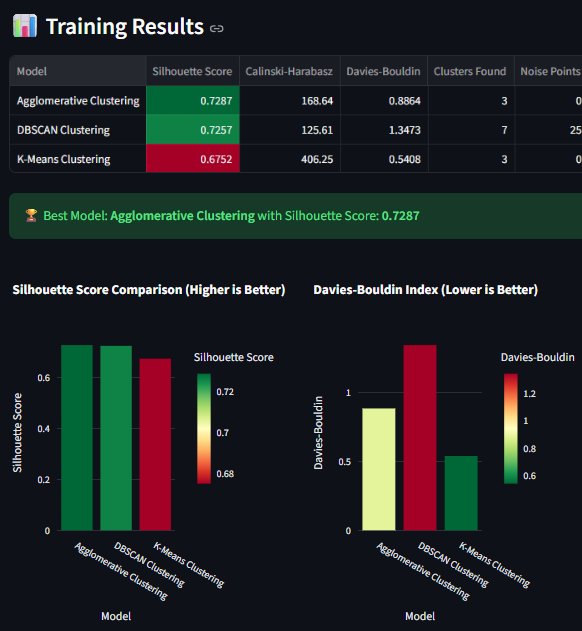 Training Results
Model Silhouette Score Calinski-Harabasz Davies-Bouldin Clusters Found Noise Points
Agglomerative Clustering 0.7287 168.64 0.8864 3 0
DBSCAN Clustering 0.7257 125.61 1.3473 7 25
K-Means Clustering 0.6752 406.25 0.5408 3 0
Best Model: Agglomerative Clustering with Silhouette Score: 0.7287
Silhouette Score Comparison (Higher is Better)
Silhouette Score
0.6
0.4
0.2
0
Silhouette Score
0.72
0.7
0.68
Agglomerative Clustering
DBSCAN Clustering
K-Means Clustering
Model
Davies-Bouldin Index (Lower is Better)
Davies-Bouldin
1
0.5
0
Davies-Bouldin
1.2
1
0.8
0.6
Agglomerative Clustering
DBSCAN Clustering
K-Means Clustering
Model